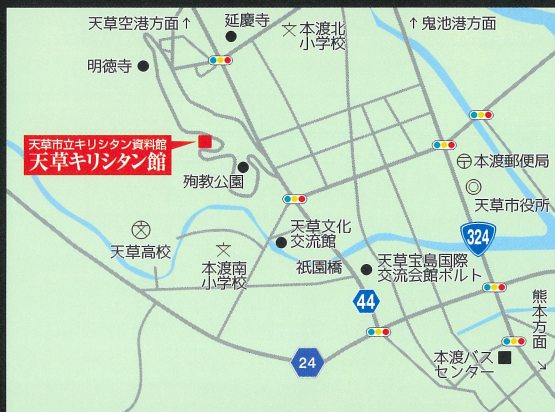 天草空港方面↑
延慶寺
本渡北
小学校
↑鬼池港方面
明徳寺
天草市立キリシタン資料館
天草キリシタン館
殉教公園
本渡郵便局
天草市役所
324
天草高校
本渡南
小学校
天草文化
交流館
祇園橋
天草宝島国際
交流会館ポルト
44
24
熊本方面→
本渡バス
センター